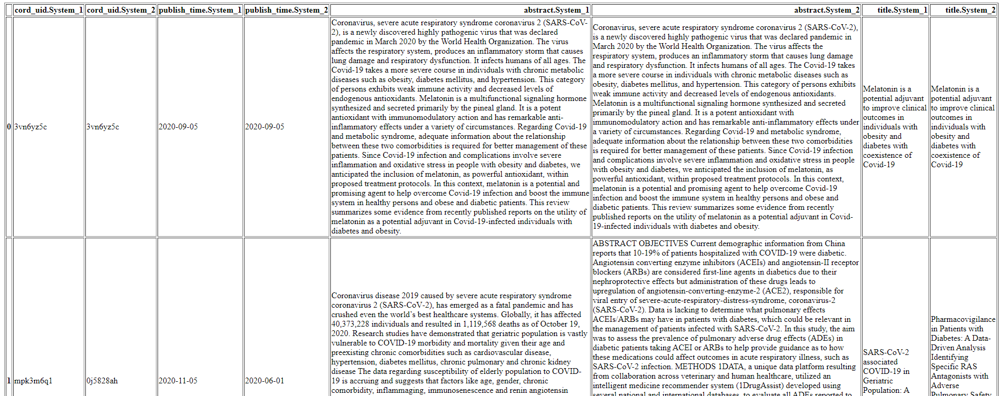 cord_uid.System_1 cord_uid.System_2 publish_time.System_1 publish_time.System_2 abstract.System_1 abstract.System_2 title.System_1 title.System_2
0 3vn6yz5c 3vn6yz5c 2020-09-05 2020-09-05
Coronavirus, severe acute respiratory syndrome coronavirus 2 (SARS-CoV-
2), is a newly discovered highly pathogenic virus that was declared
pandemic in March 2020 by the World Health Organization. The virus
affects the respiratory system, produces an inflammatory storm that causes
lung damage and respiratory dysfunction. It infects humans of all ages. The
Covid-19 takes a more severe course in individuals with chronic metabolic
diseases such as obesity, diabetes mellitus, and hypertension. This category
of persons exhibits weak immune activity and decreased levels of
endogenous antioxidants. Melatonin is a multifunctional signaling hormone
synthesized and secreted primarily by the pineal gland. It is a potent
antioxidant with immunomodulatory action and has remarkable anti-
inflammatory effects under a variety of circumstances. Regarding Covid-19
and metabolic syndrome, adequate information about the relationship
between these two comorbidities is required for better management of these
patients. Since Covid-19 infection and complications involve severe
inflammation and oxidative stress in people with obesity and diabetes, we
anticipated the inclusion of melatonin, as powerful antioxidant, within
proposed treatment protocols. In this context, melatonin is a potential and
promising agent to help overcome Covid-19 infection and boost the immune
system in healthy persons and obese and diabetic patients. This review
summarizes some evidence from recently published reports on the utility of
melatonin as a potential adjuvant in Covid-19-infected individuals with
diabetes and obesity.
Coronavirus, severe acute respiratory syndrome coronavirus 2 (SARS-CoV-2),
is a newly discovered highly pathogenic virus that was declared pandemic in
March 2020 by the World Health Organization. The virus affects the
respiratory system, produces an inflammatory storm that causes lung damage
and respiratory dysfunction. It infects humans of all ages. The Covid-19 takes
a more severe course in individuals with chronic metabolic diseases such as
obesity, diabetes mellitus, and hypertension. This category of persons exhibits
weak immune activity and decreased levels of endogenous antioxidants.
Melatonin is a multifunctional signaling hormone synthesized and secreted
primarily by the pineal gland. It is a potent antioxidant with
immunomodulatory action and has remarkable anti-inflammatory effects under
a variety of circumstances. Regarding Covid-19 and metabolic syndrome,
adequate information about the relationship between these two comorbidities
is required for better management of these patients. Since Covid-19 infection
and complications involve severe inflammation and oxidative stress in people
with obesity and diabetes, we anticipated the inclusion of melatonin, as
powerful antioxidant, within proposed treatment protocols. In this context,
melatonin is a potential and promising agent to help overcome Covid-19
infection and boost the immune system in healthy persons and obese and
diabetic patients. This review summarizes some evidence from recently
published reports on the utility of melatonin as a potential adjuvant in Covid-
19-infected individuals with diabetes and obesity.
Melatonin is a
potential adjuvant
to improve clinical
outcomes in
individuals with
obesity and
diabetes with
coexistence of
Covid-19
Melatonin is a
potential adjuvant
to improve clinical
outcomes in
individuals with
obesity and
diabetes with
coexistence of
Covid-19
1 mpk3m6q1 0j5828ah 2020-11-05 2020-06-01
Coronavirus disease 2019 caused by severe acute respiratory syndrome
coronavirus 2 (SARS-CoV-2), has emerged as a fatal pandemic and has
crushed even the world’s best healthcare systems. Globally, it has affected
40,373,228 individuals and resulted in 1,119,568 deaths as of October 19,
2020. Research studies have demonstrated that geriatric population is vastly
vulnerable to COVID-19 morbidity and mortality given their age and
preexisting chronic comorbidities such as cardiovascular disease,
hypertension, diabetes mellitus, chronic pulmonary and chronic kidney
disease The data regarding susceptibility of elderly population to COVID-
19 is accruing and suggests that factors like age, gender, chronic
comorbidity, inflammaging, immunosenescence and renin angiotensin
ABSTRACT OBJECTIVES Current demographic information from China
reports that 10-19% of patients hospitalized with COVID-19 were diabetic.
Angiotensin converting enzyme inhibitors (ACEIs) and angiotensin-II receptor
blockers (ARBs) are considered first-line agents in diabetics due to their
nephroprotective effects but administration of these drugs leads to
upregulation of angiotensin-converting-enzyme-2 (ACE2), responsible for
viral entry of severe-acute-respiratory-distress-syndrome, coronavirus-2
(SARS-CoV-2). Data is lacking to determine what pulmonary effects
ACEIs/ARBs may have in patients with diabetes, which could be relevant in
the management of patients infected with SARS-CoV-2. In this study, the aim
was to assess the prevalence of pulmonary adverse drug effects (ADEs) in
diabetic patients taking ACEI or ARBs to help provide guidance as to how
these medications could affect outcomes in acute respiratory illness, such as
SARS-CoV-2 infection. METHODS 1DATA, a unique data platform resulting
from collaboration across veterinary and human healthcare, utilized an
intelligent medicine recommender system (1DrugAssist) developed using
several national and international databases, to evaluate all ADEs reported to
SARS-CoV-2
associated
COVID-19 in
Geriatric
Population: A
Pharmacovigilance
in Patients with
Diabetes: A Data-
Driven Analysis
Identifying
Specific RAS
Antagonists with
Adverse
Pulmonary Safety